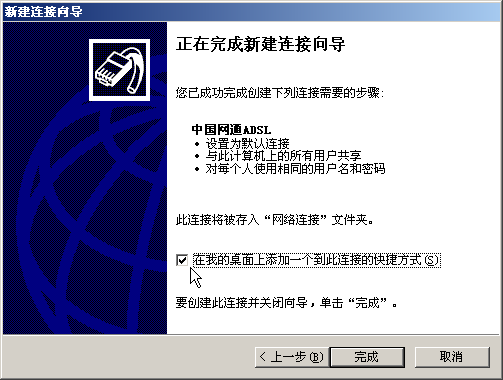 新建连接向导
正在完成新建连接向导
您已成功完成创建下列连接需要的步骤:
中国网通ADSL
• 设置为默认连接
• 与此计算机上的所有用户共享
• 对每个人使用相同的用户名和密码
此连接将被存入“网络连接”文件夹。
在我的桌面上添加一个到此连接的快捷方式(S)
要创建此连接并关闭向导，单击“完成”。
< 上一步(B) 完成 取消